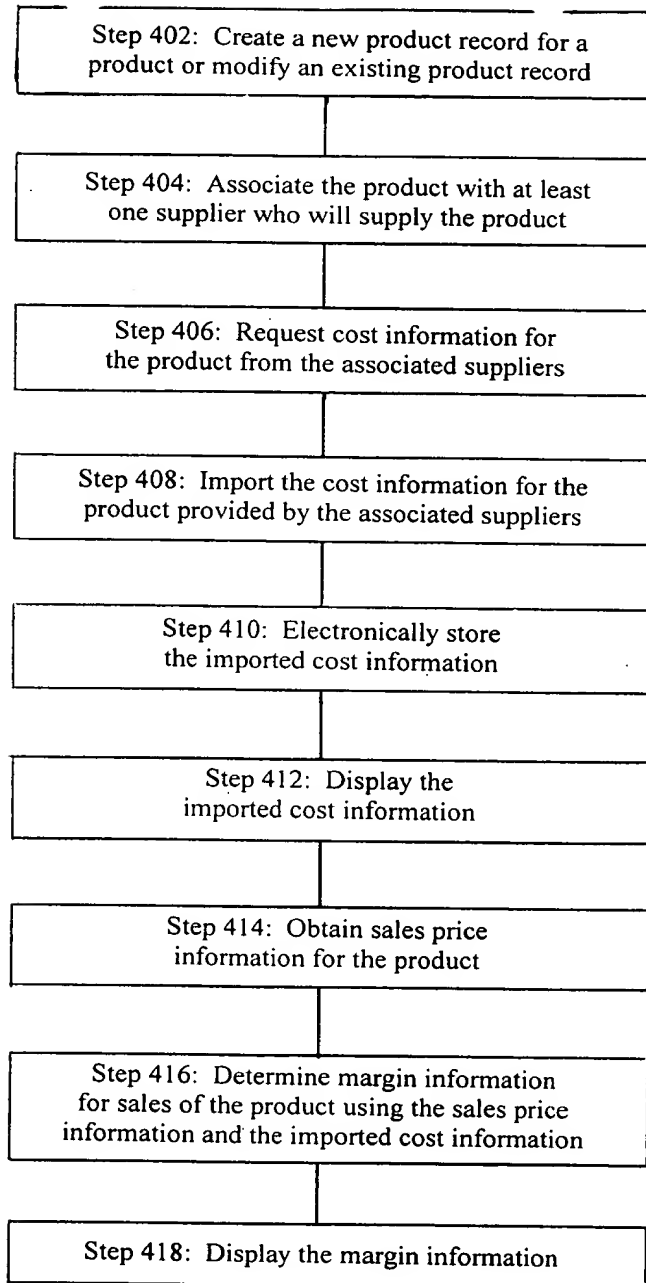 Step 402: Create a new product record for a
product or modify an existing product record
Step 404: Associate the product with at least
one supplier who will supply the product
Step 406: Request cost information for
the product from the associated suppliers
Step 408: Import the cost information for the
product provided by the associated suppliers
Step 410: Electronically store
the imported cost information
Step 412: Display the
imported cost information
Step 414: Obtain sales price
information for the product
Step 416: Determine margin information
for sales of the product using the sales price
information and the imported cost information
Step 418: Display the margin information